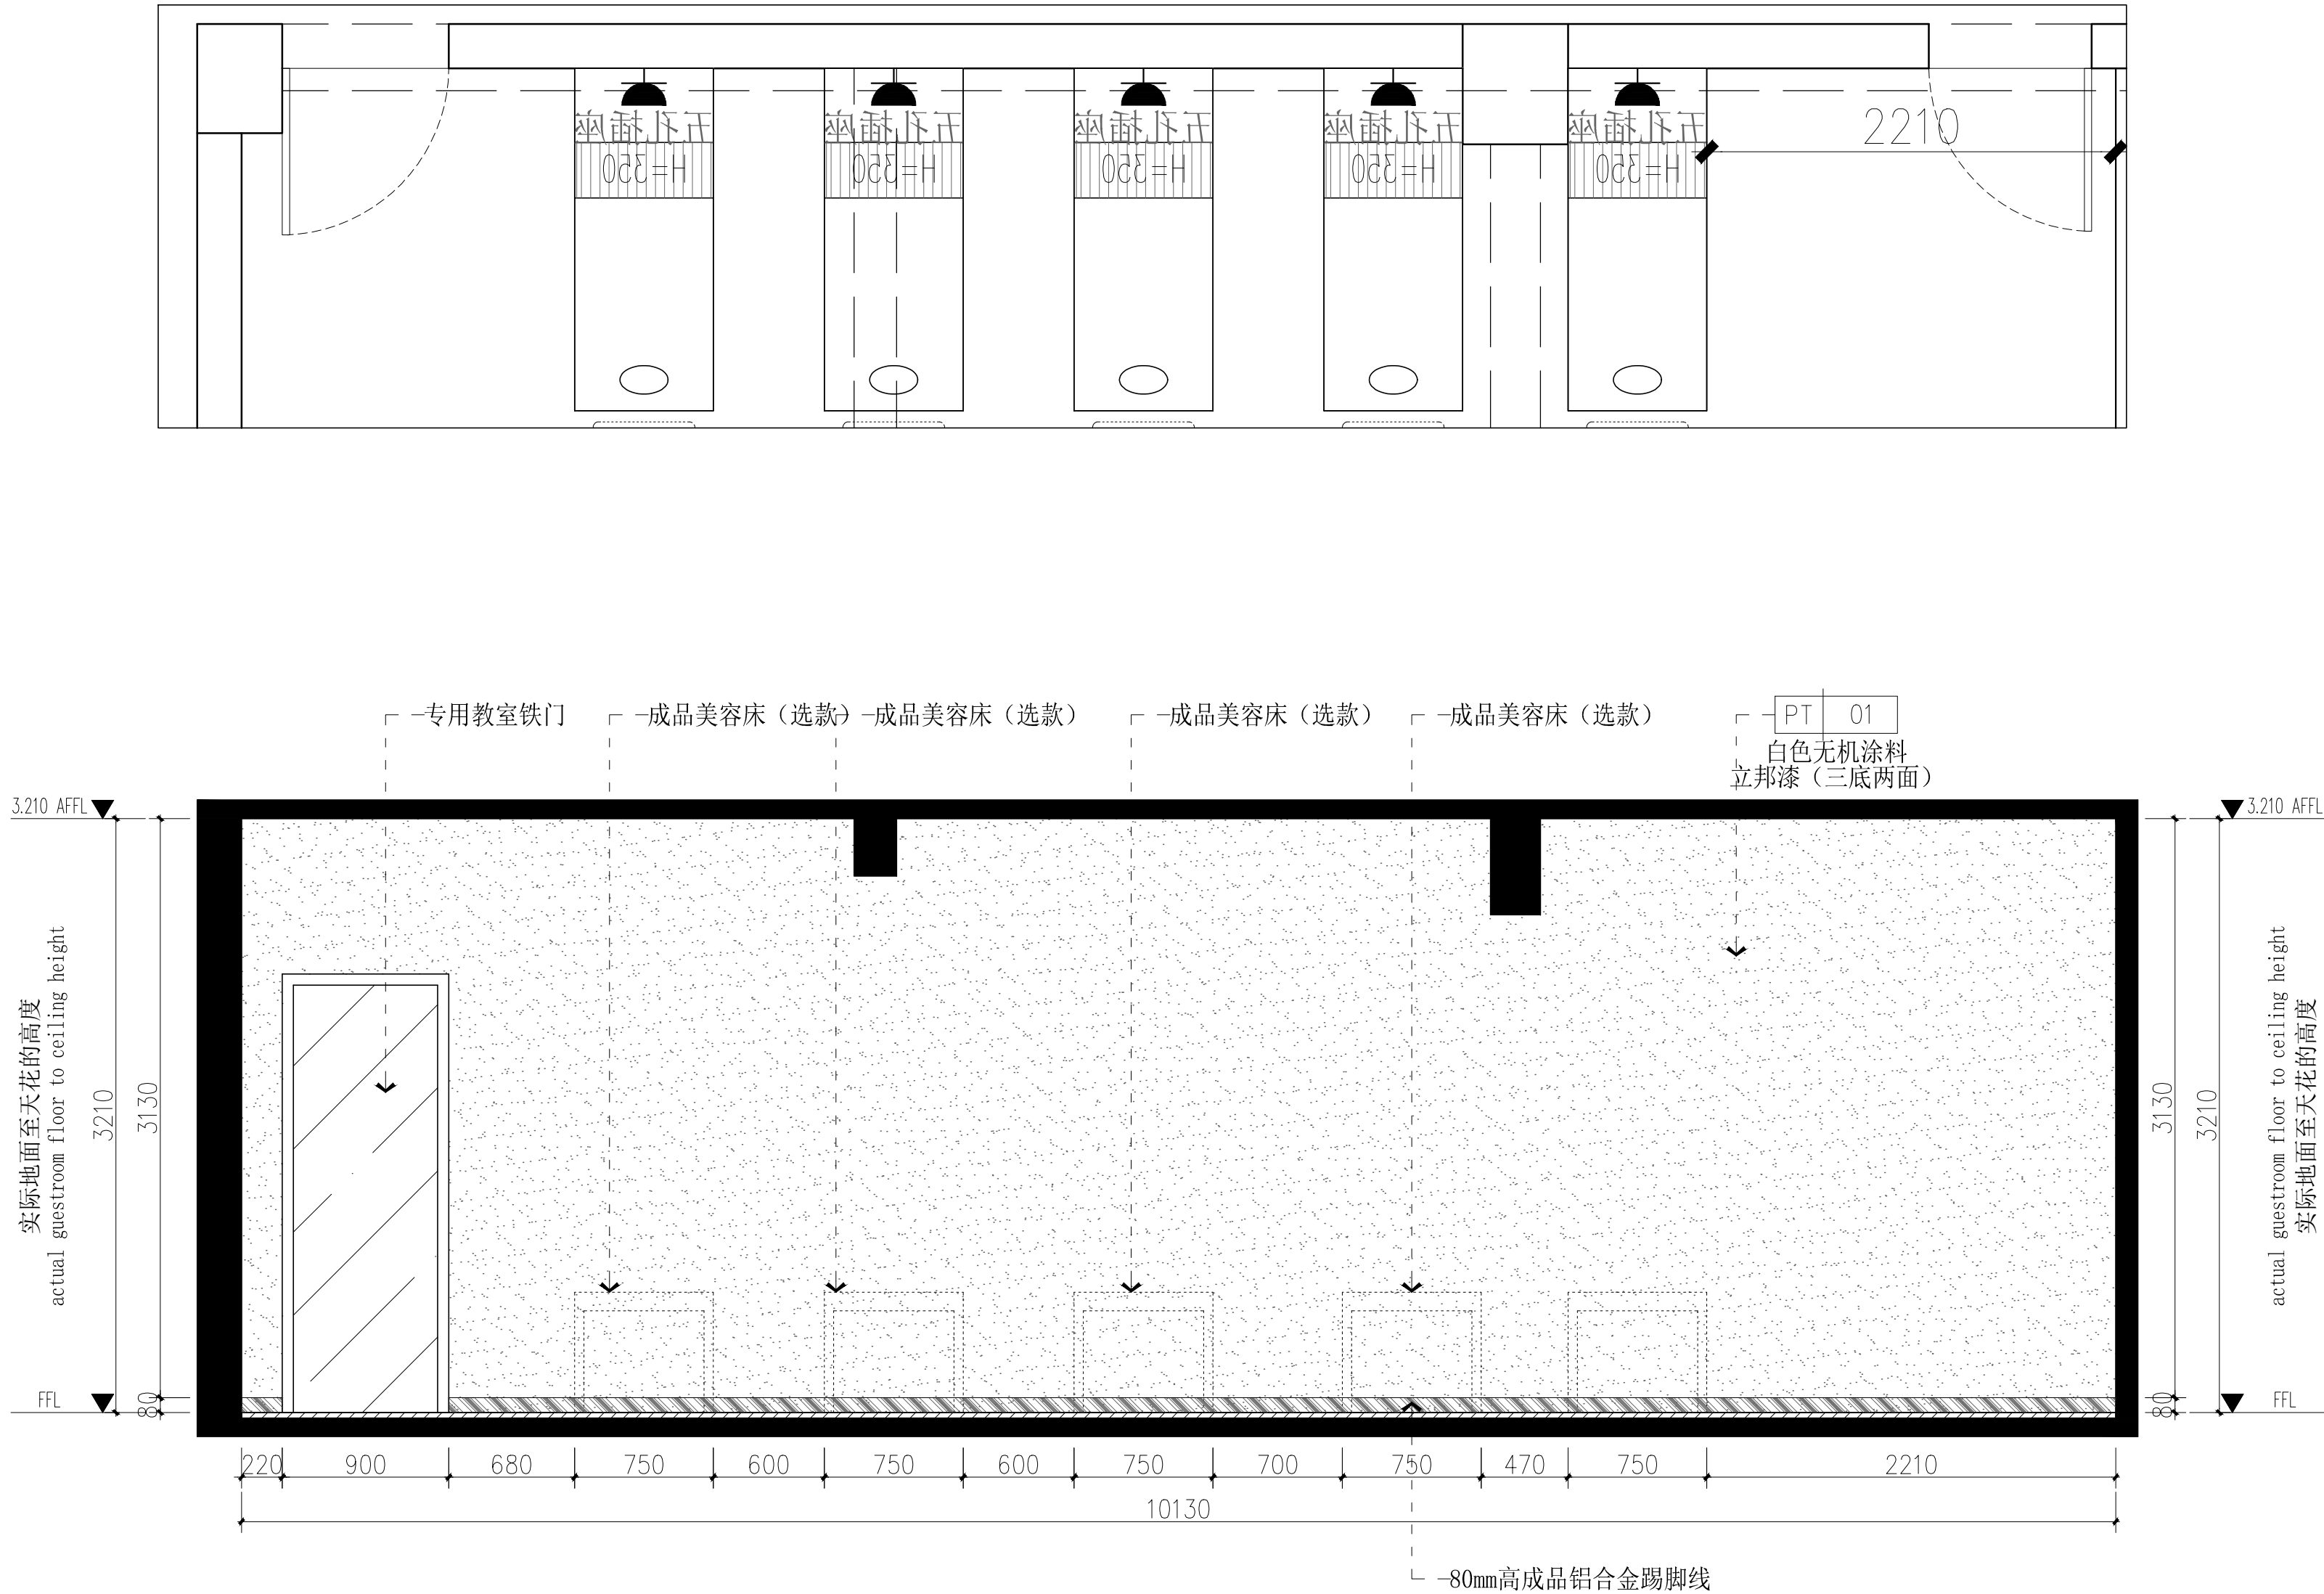 五孔插座 五孔插座 五孔插座 五孔插座 五孔插座
H=350 H=350 H=350 H=350 H=350
2210
专用教室铁门
成品美容床（选款）
成品美容床（选款）
成品美容床（选款）
成品美容床（选款）
PT 01
白色无机涂料
立邦漆（三底两面）
3.210 AFFL
3.210 AFFL
实际地面至天花的高度
actual guestroom floor to ceiling height
3210
3130
80
FFL
3130
80
3210
actual guestroom floor to ceiling height
实际地面至天花的高度
FFL
220 900 680 750 600 750 600 750 700 750 470 750 2210
10130
80mm高成品铝合金踢脚线